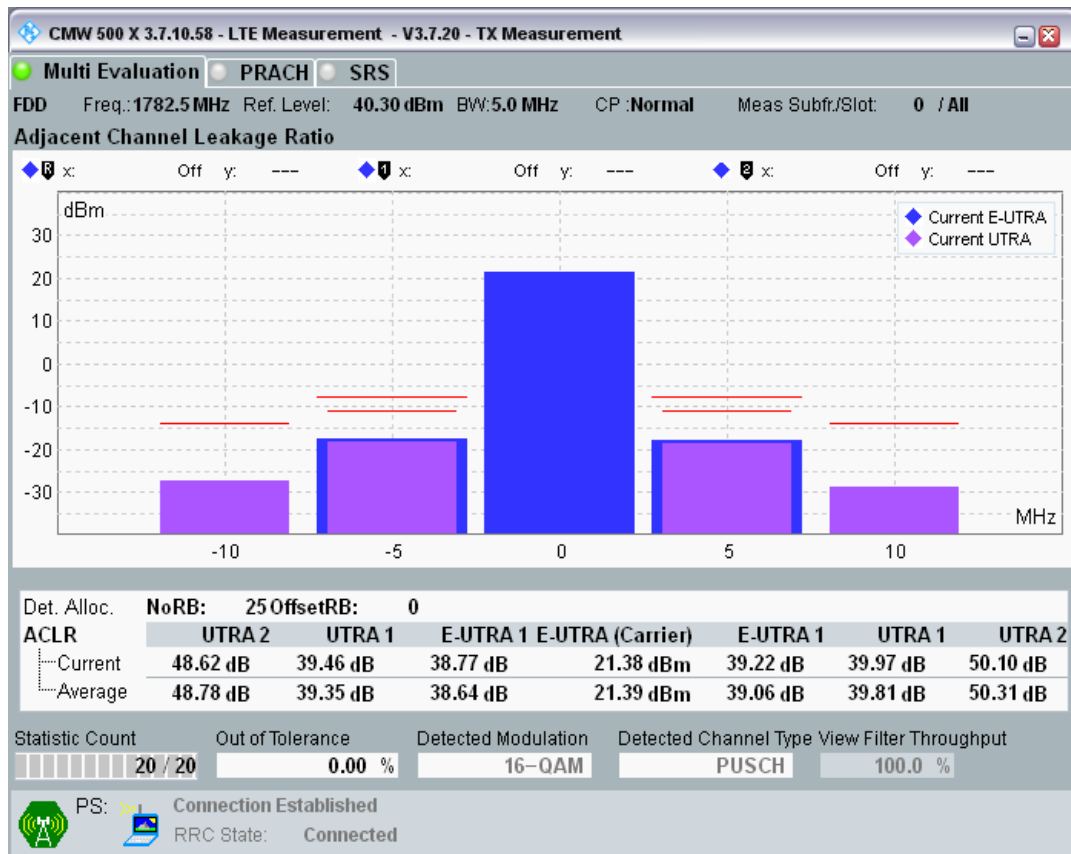 CMW 500 X 3.7.10.58 - LTE Measurement - V3.7.20 - TX Measurement
Multi Evaluation PRACH SRS
FDD Freq.:1782.5 MHz Ref. Level: 40.30 dBm BW:5.0 MHz CP :Normal Meas Subfr./Slot: 0 / All
Adjacent Channel Leakage Ratio
R x: Off y: --- 1 x: Off y: --- 2 x: Off y: ---
dBm
Current E-UTRA
Current UTRA
30
20
10
0
-10
-20
-30
MHz
-10 -5 0 5 10
Det. Alloc. NoRB: 25 OffsetRB: 0
ACLR UTRA 2 UTRA 1 E-UTRA 1 E-UTRA (Carrier) E-UTRA 1 UTRA 1 UTRA 2
Current 48.62 dB 39.46 dB 38.77 dB 21.38 dBm 39.22 dB 39.97 dB 50.10 dB
Average 48.78 dB 39.35 dB 38.64 dB 21.39 dBm 39.06 dB 39.81 dB 50.31 dB
Statistic Count Out of Tolerance Detected Modulation Detected Channel Type View Filter Throughput
20 / 20 0.00 % 16-QAM PUSCH 100.0 %
PS: Connection Established
RRC State: Connected